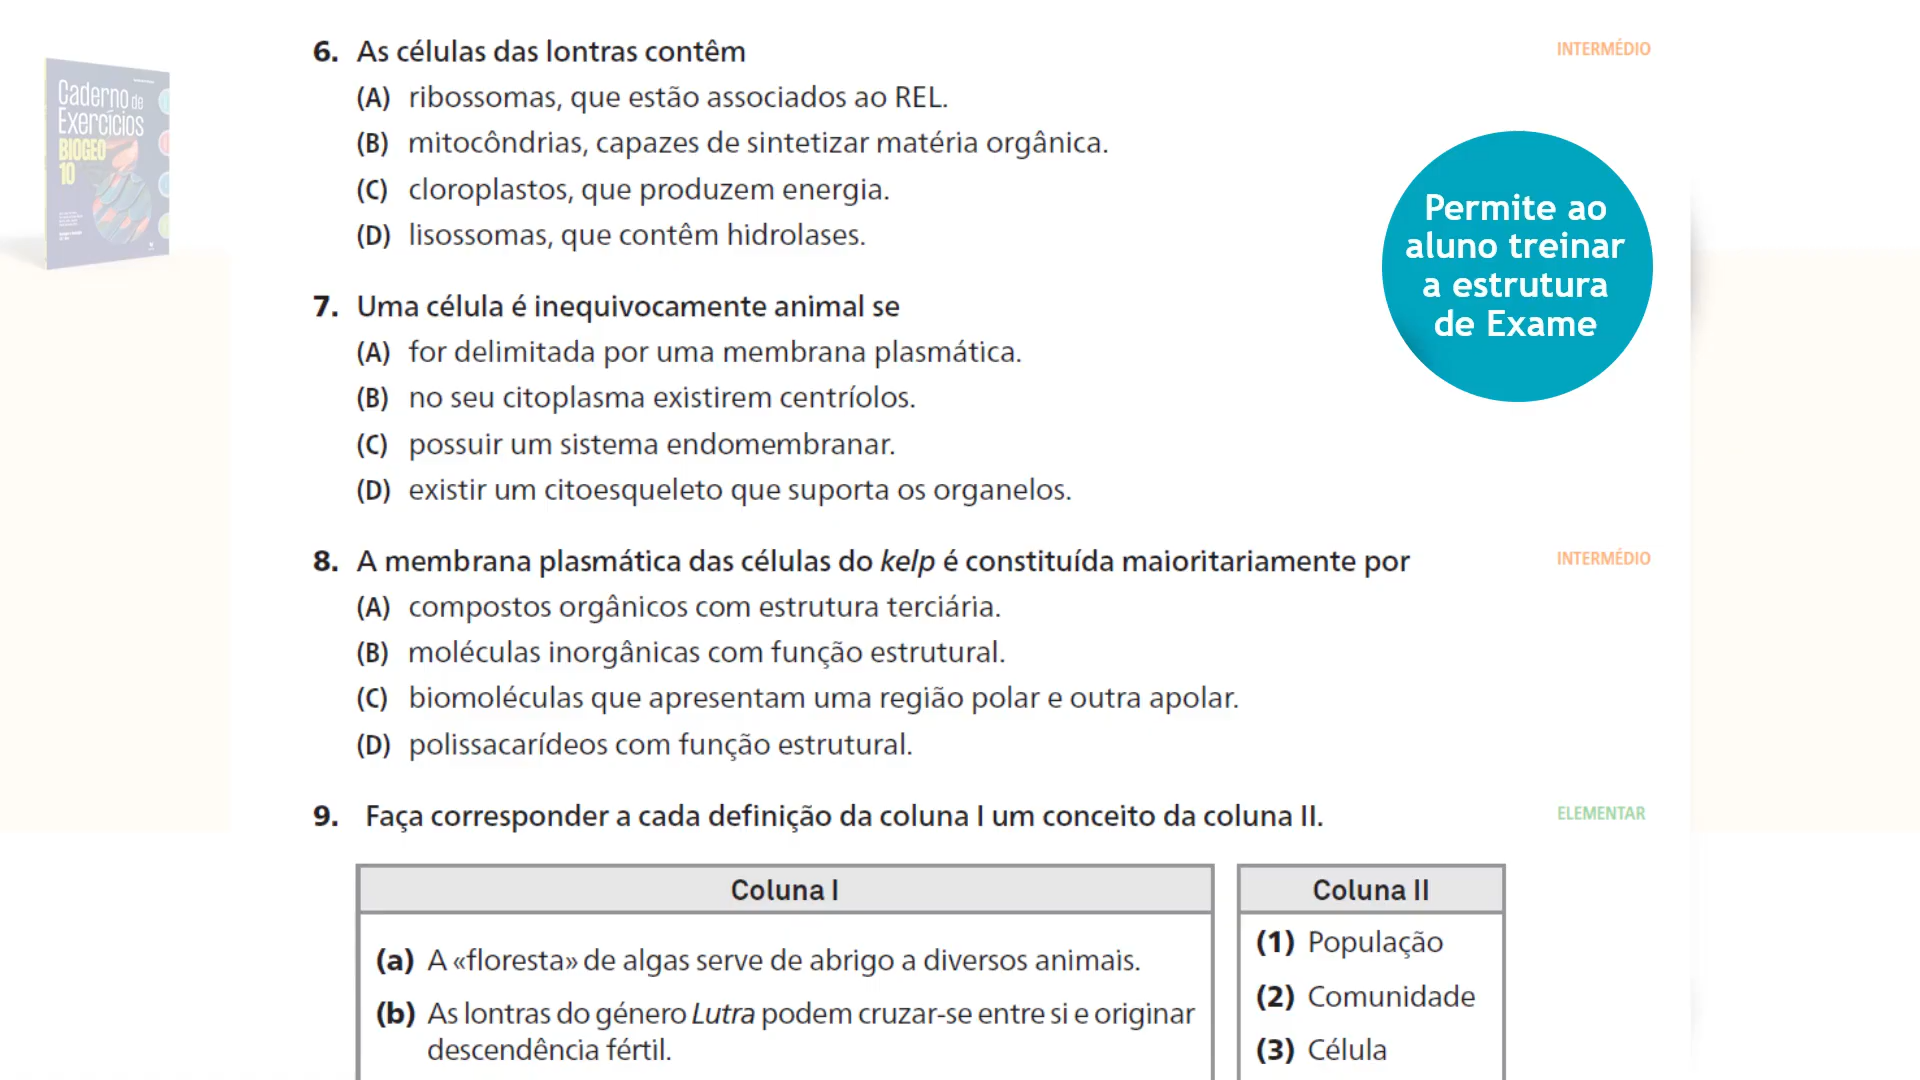 Caderno de
Exercícios
BIOGEO
10
6. As células das lontras contêm
INTERMÉDIO
(A) ribossomas, que estão associados ao REL.
(B) mitocôndrias, capazes de sintetizar matéria orgânica.
(C) cloroplastos, que produzem energia.
(D) lisossomas, que contêm hidrolases.
Permite ao
aluno treinar
a estrutura
de Exame
7. Uma célula é inequivocamente animal se
(A) for delimitada por uma membrana plasmática.
(B) no seu citoplasma existirem centríolos.
(C) possuir um sistema endomembranar.
(D) existir um citoesqueleto que suporta os organelos.
8. A membrana plasmática das células do kelp é constituída maioritariamente por
INTERMÉDIO
(A) compostos orgânicos com estrutura terciária.
(B) moléculas inorgânicas com função estrutural.
(C) biomoléculas que apresentam uma região polar e outra apolar.
(D) polissacarídeos com função estrutural.
9. Faça corresponder a cada definição da coluna I um conceito da coluna II.
ELEMENTAR
Coluna I
(a) A «floresta» de algas serve de abrigo a diversos animais.
(b) As lontras do género Lutra podem cruzar-se entre si e originar
descendência fértil.
Coluna II
(1) População
(2) Comunidade
(3) Célula